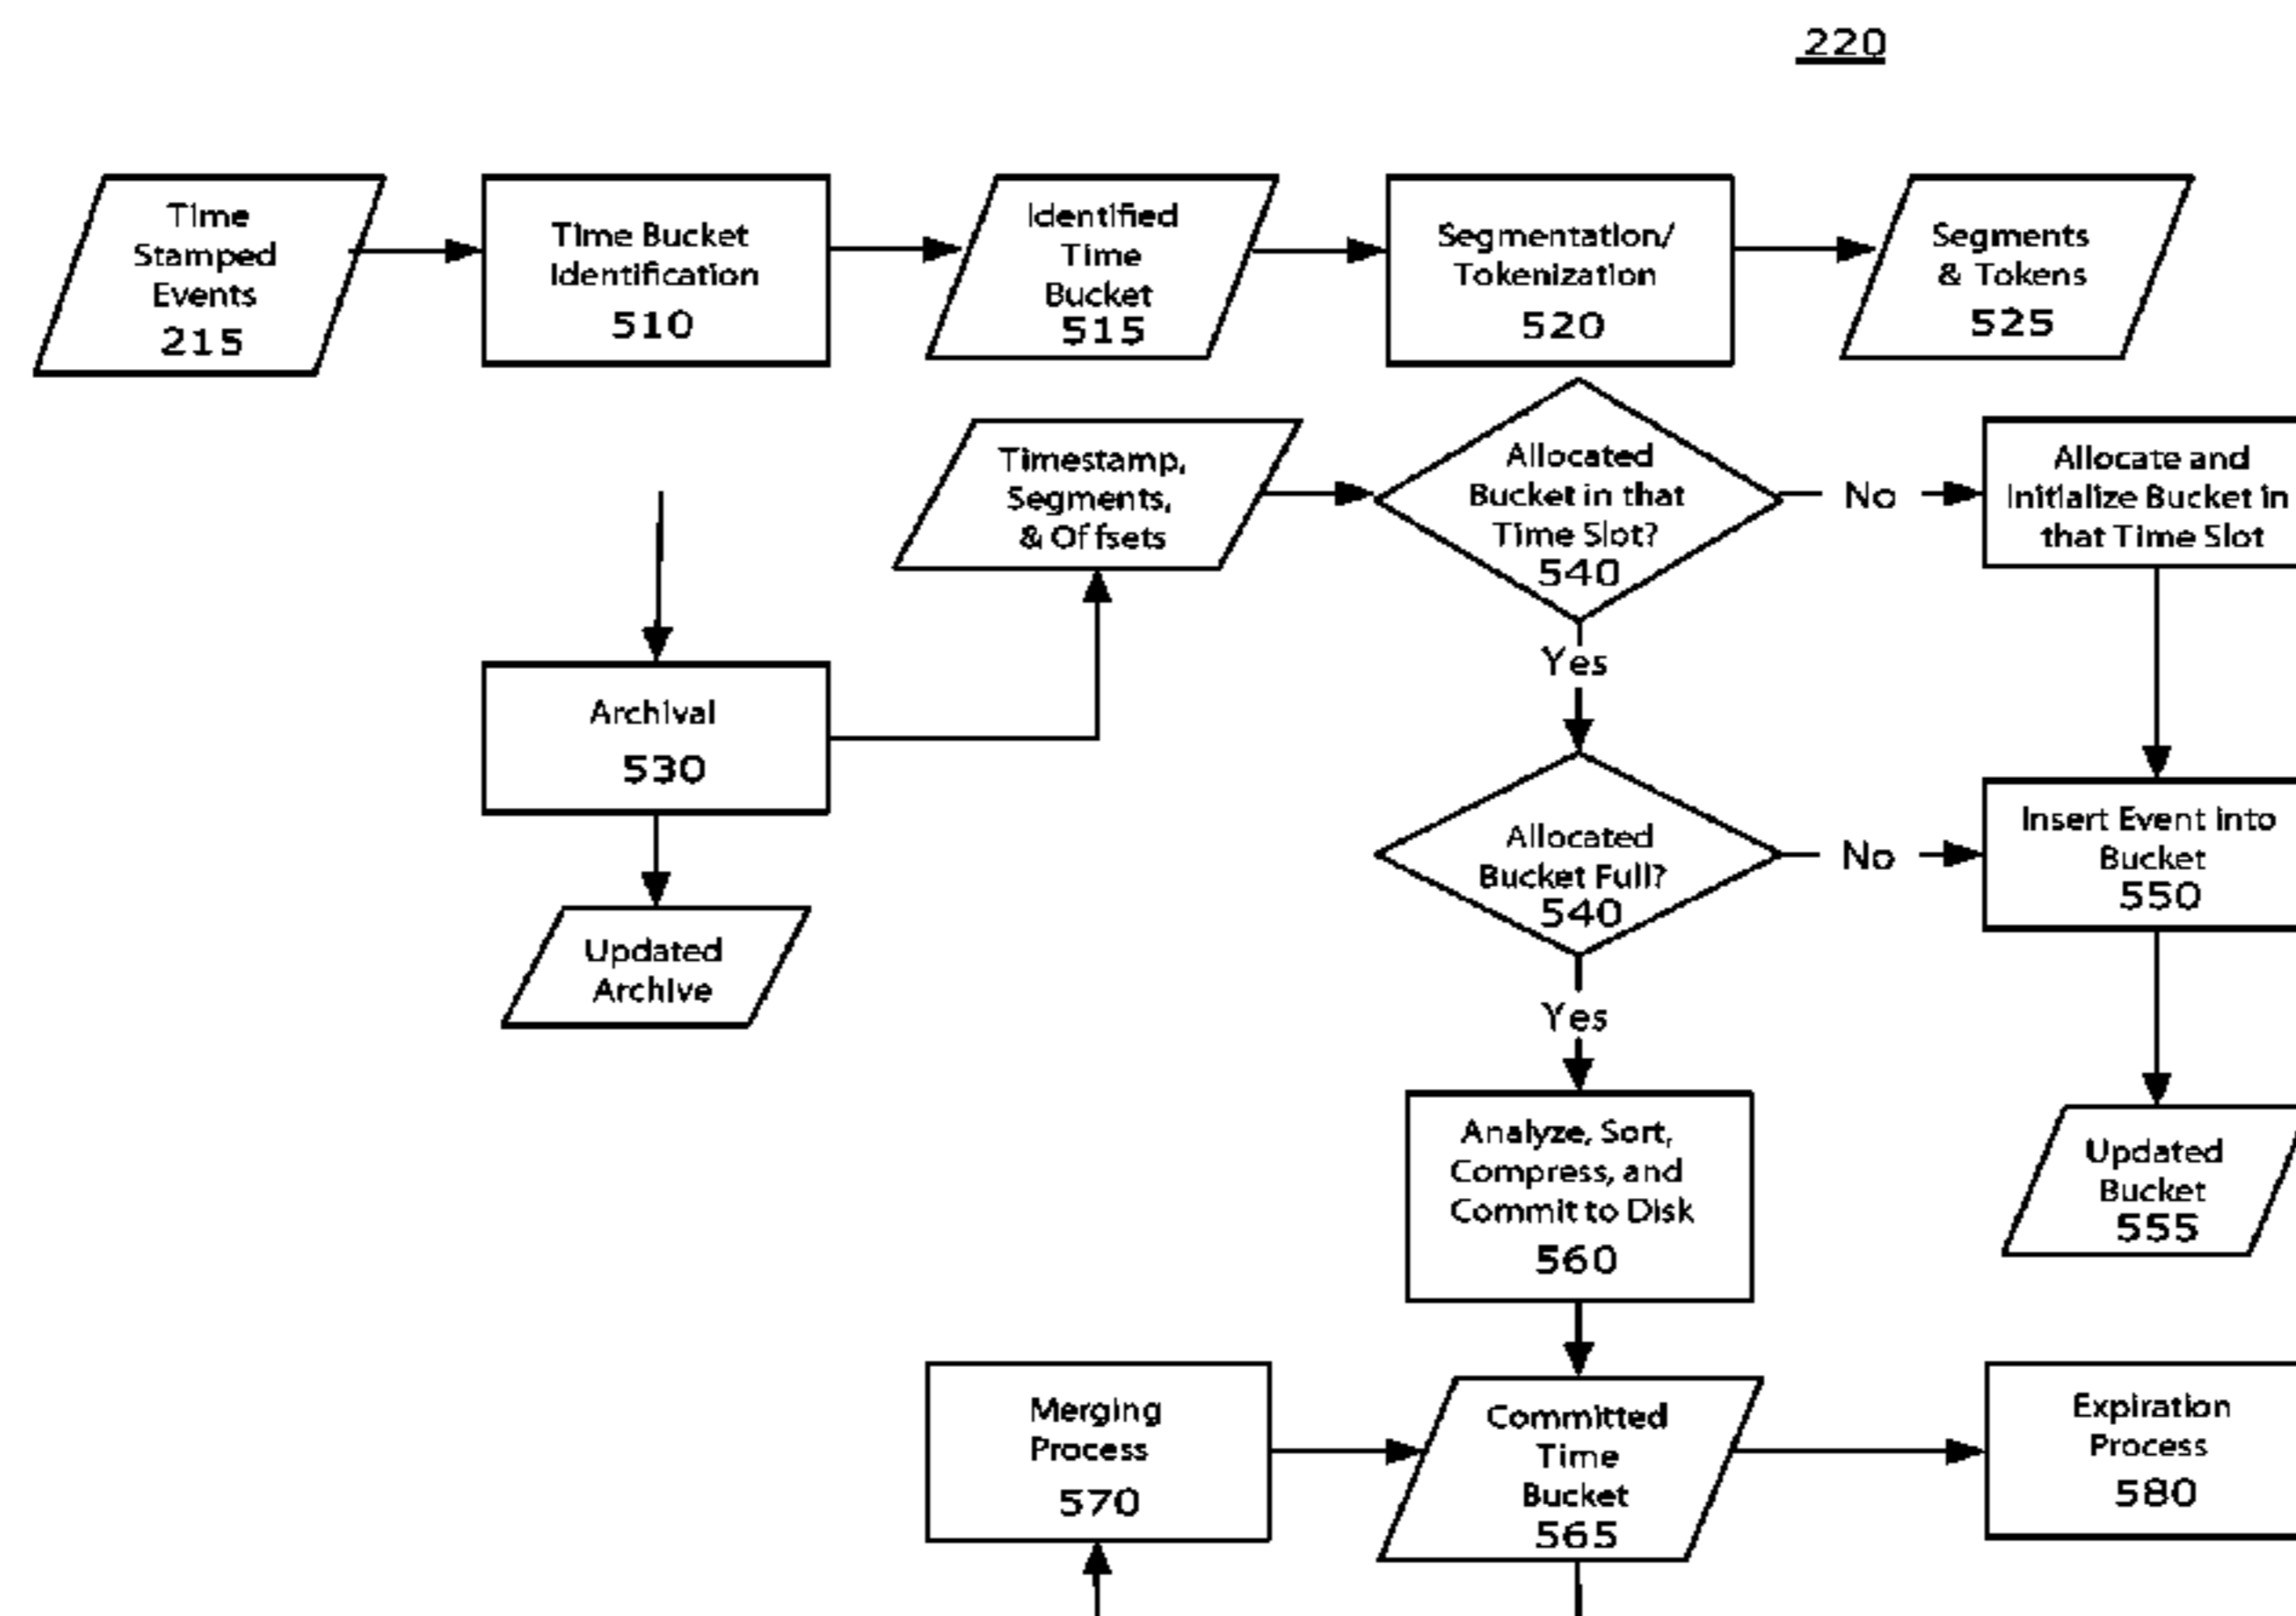 220
Time
Stamped
Events
215
Time Bucket
Identification
510
Identified
Time
Bucket
515
Segmentation/
Tokenization
520
Segments
& Tokens
525
Timestamp,
Segments,
& Offsets
Allocated
Bucket in that
Time Slot?
540
No
Allocate and
Initialize Bucket in
that Time Slot
Yes
Archival
530
Allocated
Bucket Full?
540
No
Insert Event into
Bucket
550
Updated
Archive
Yes
Analyze, Sort,
Compress, and
Commit to Disk
560
Updated
Bucket
555
Merging
Process
570
Committed
Time
Bucket
565
Expiration
Process
580